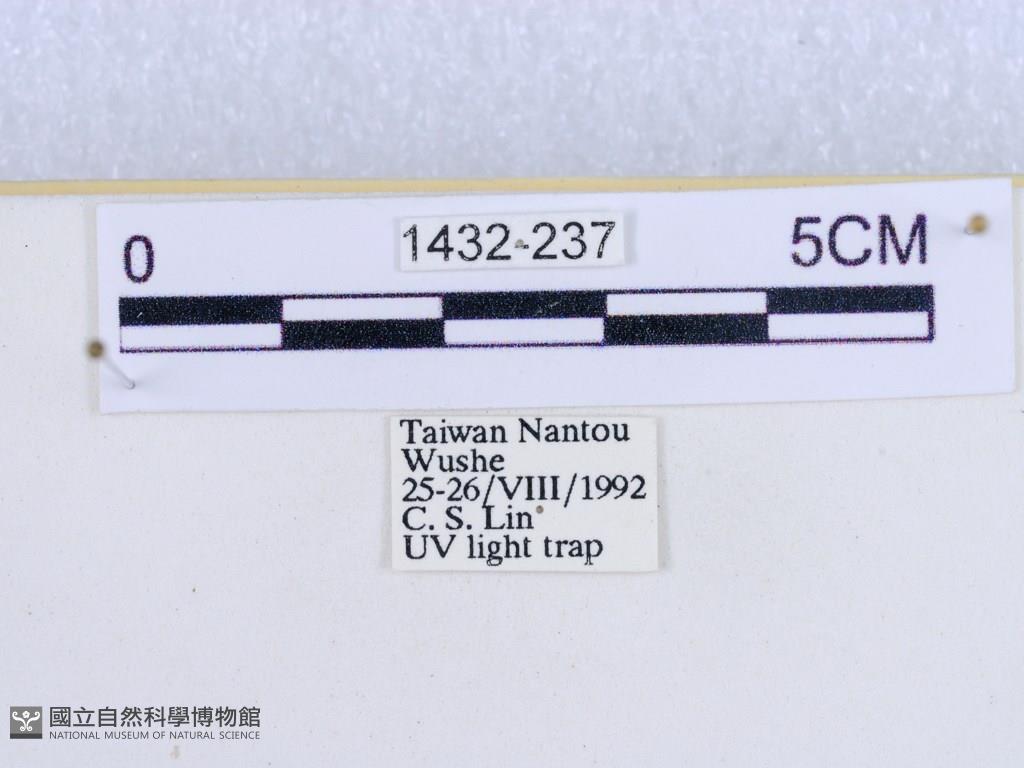 0
1432-237
5CM
Taiwan Nantou
Wushe
25-26/VIII/1992
C. S. Lin
UV light trap
國立自然科學博物館
NATIONAL MUSEUM OF NATURAL SCIENCE